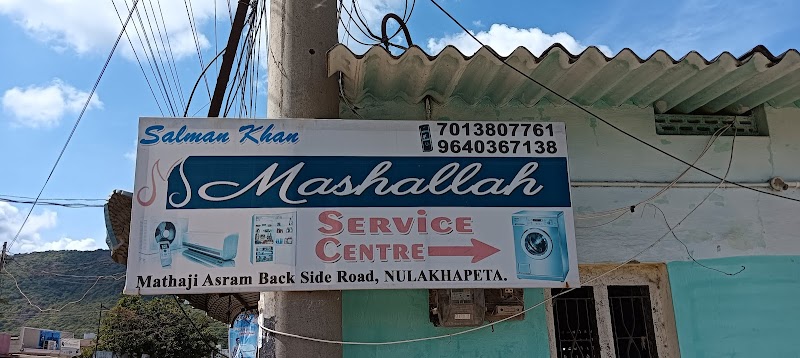 Salman Khan
7013807761
9640367138
Mashallah
SERVICE
CENTRE
Mathaji Asram Back Side Road, NULAKHAPETA.